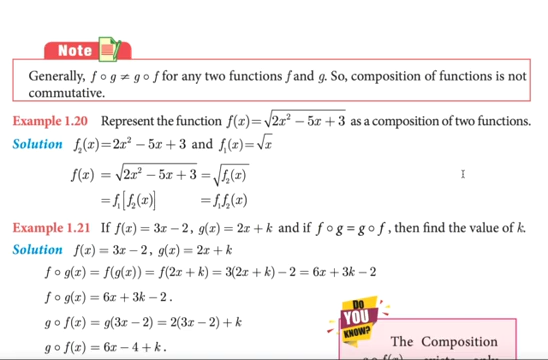 Note
Generally, f ∘ g ≠ g ∘ f for any two functions f and g. So, composition of functions is not
commutative.
Example 1.20 Represent the function f(x)=√(2x² − 5x + 3) as a composition of two functions.
Solution f₂(x)=2x² − 5x + 3 and f₁(x)=√x
f(x) = √(2x² − 5x + 3) = √(f₂(x))
= f₁[f₂(x)] = f₁f₂(x)
Example 1.21 If f(x) = 3x − 2, g(x) = 2x + k and if f ∘ g = g ∘ f, then find the value of k.
Solution f(x) = 3x − 2, g(x) = 2x + k
f ∘ g(x) = f(g(x)) = f(2x + k) = 3(2x + k) − 2 = 6x + 3k − 2
f ∘ g(x) = 6x + 3k − 2.
g ∘ f(x) = g(3x − 2) = 2(3x − 2) + k
g ∘ f(x) = 6x − 4 + k.
Do
YOU
KNOW?
The Composition